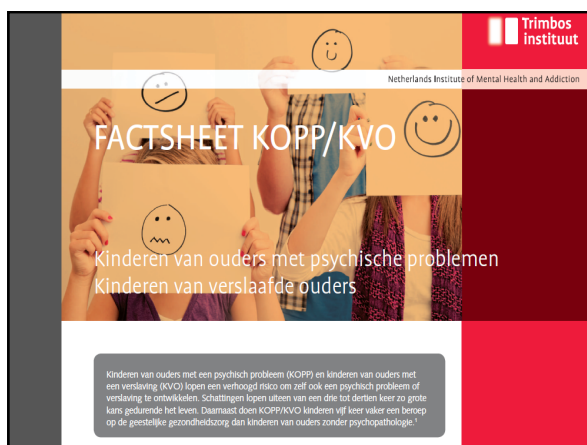 Trimbos
instituut
Netherlands Institute of Mental Health and Addiction
FACTSHEET KOPP/KVO
Kinderen van ouders met psychische problemen
Kinderen van verslaafde ouders
Kinderen van ouders met een psychisch probleem (KOPP) en kinderen van ouders met
een verslaving (KVO) lopen een verhoogd risico om zelf ook een psychisch probleem of
verslaving te ontwikkelen. Schattingen lopen uiteen van een drie tot dertien keer zo grote
kans gedurende het leven. Daarnaast doen KOPP/KVO kinderen vijf keer vaker een beroep
op de geestelijke gezondheidszorg dan kinderen van ouders zonder psychopathologie.¹